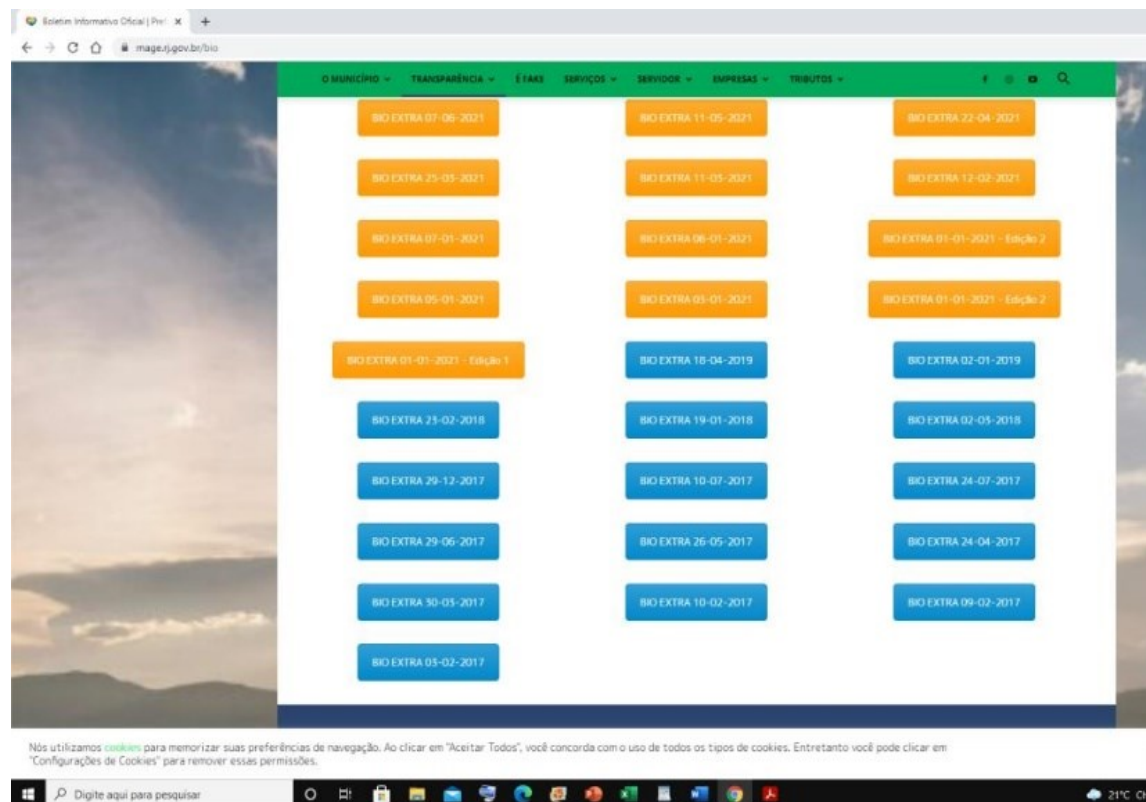 Boletim Informativo Oficial | Pref
mage.rj.gov.br/bio
O MUNICÍPIO TRANSPARÊNCIA É FAKE SERVIÇOS SERVIDOR EMPRESAS TRIBUTOS
BIO EXTRA 07-06-2021 BIO EXTRA 11-05-2021 BIO EXTRA 22-04-2021
BIO EXTRA 25-03-2021 BIO EXTRA 11-03-2021 BIO EXTRA 12-02-2021
BIO EXTRA 07-01-2021 BIO EXTRA 06-01-2021 BIO EXTRA 01-01-2021 - Edição 2
BIO EXTRA 05-01-2021 BIO EXTRA 03-01-2021 BIO EXTRA 01-01-2021 - Edição 2
BIO EXTRA 01-01-2021 - Edição 1 BIO EXTRA 18-04-2019 BIO EXTRA 02-01-2019
BIO EXTRA 23-02-2018 BIO EXTRA 19-01-2018 BIO EXTRA 02-03-2018
BIO EXTRA 29-12-2017 BIO EXTRA 10-07-2017 BIO EXTRA 24-07-2017
BIO EXTRA 29-06-2017 BIO EXTRA 26-05-2017 BIO EXTRA 24-04-2017
BIO EXTRA 30-03-2017 BIO EXTRA 10-02-2017 BIO EXTRA 09-02-2017
BIO EXTRA 03-02-2017
Nós utilizamos cookies para memorizar suas preferências de navegação. Ao clicar em "Aceitar Todos", você concorda com o uso de todos os tipos de cookies. Entretanto você pode clicar em
"Configurações de Cookies" para remover essas permissões.
Digite aqui para pesquisar
21°C